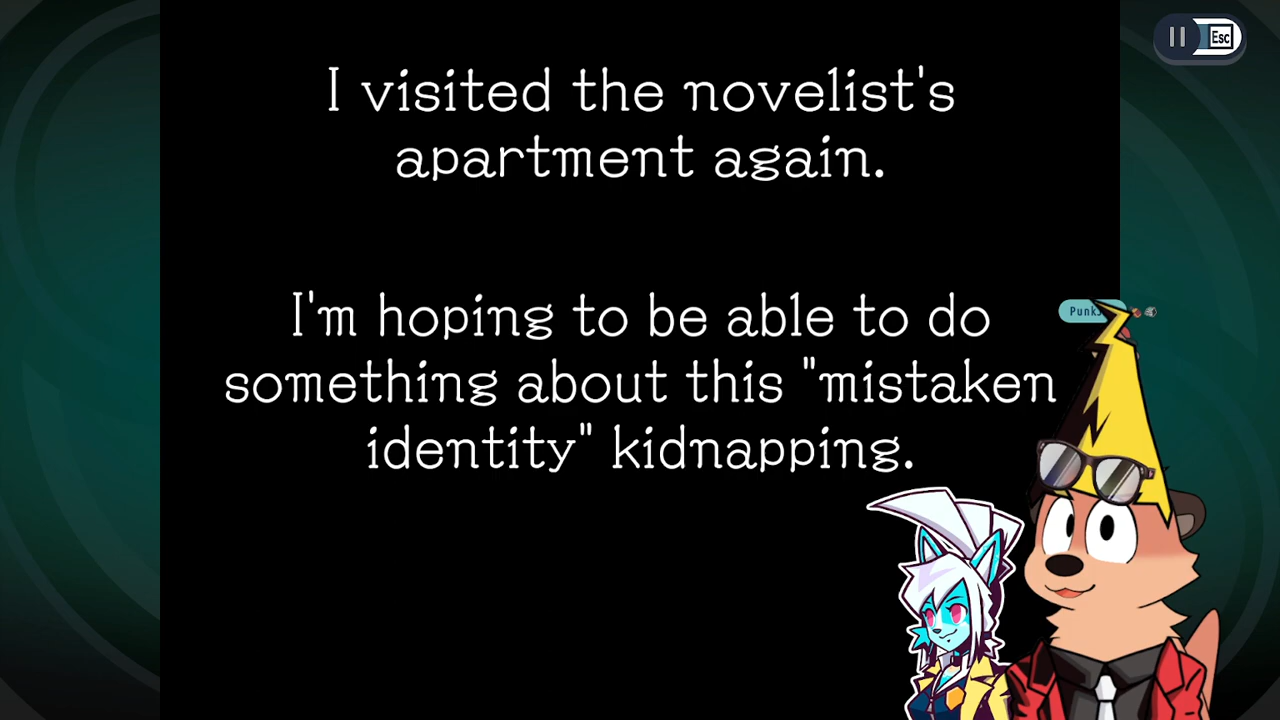 Esc
I visited the novelist's
apartment again.
I'm hoping to be able to do
something about this "mistaken
identity" kidnapping.